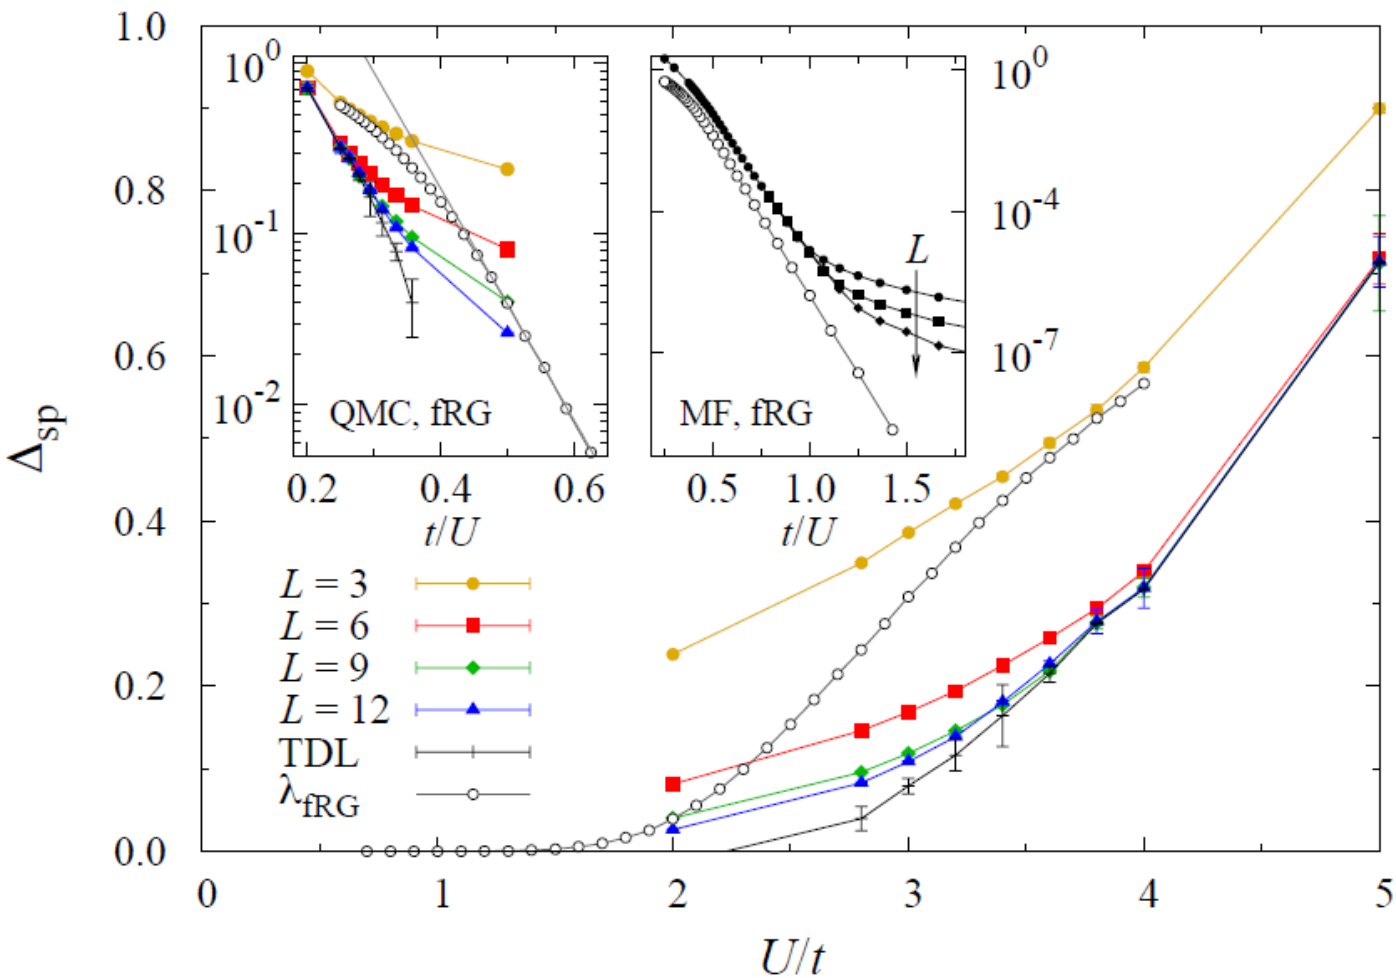 1.0
0.8
0.6
0.4
0.2
0.0
Δsp
0
1
2
3
4
5
U/t
10^0
10^-1
10^-2
QMC, fRG
0.2
0.4
0.6
t/U
10^0
10^-4
10^-7
L
MF, fRG
0.5
1.0
1.5
t/U
L = 3
L = 6
L = 9
L = 12
TDL
λfRG